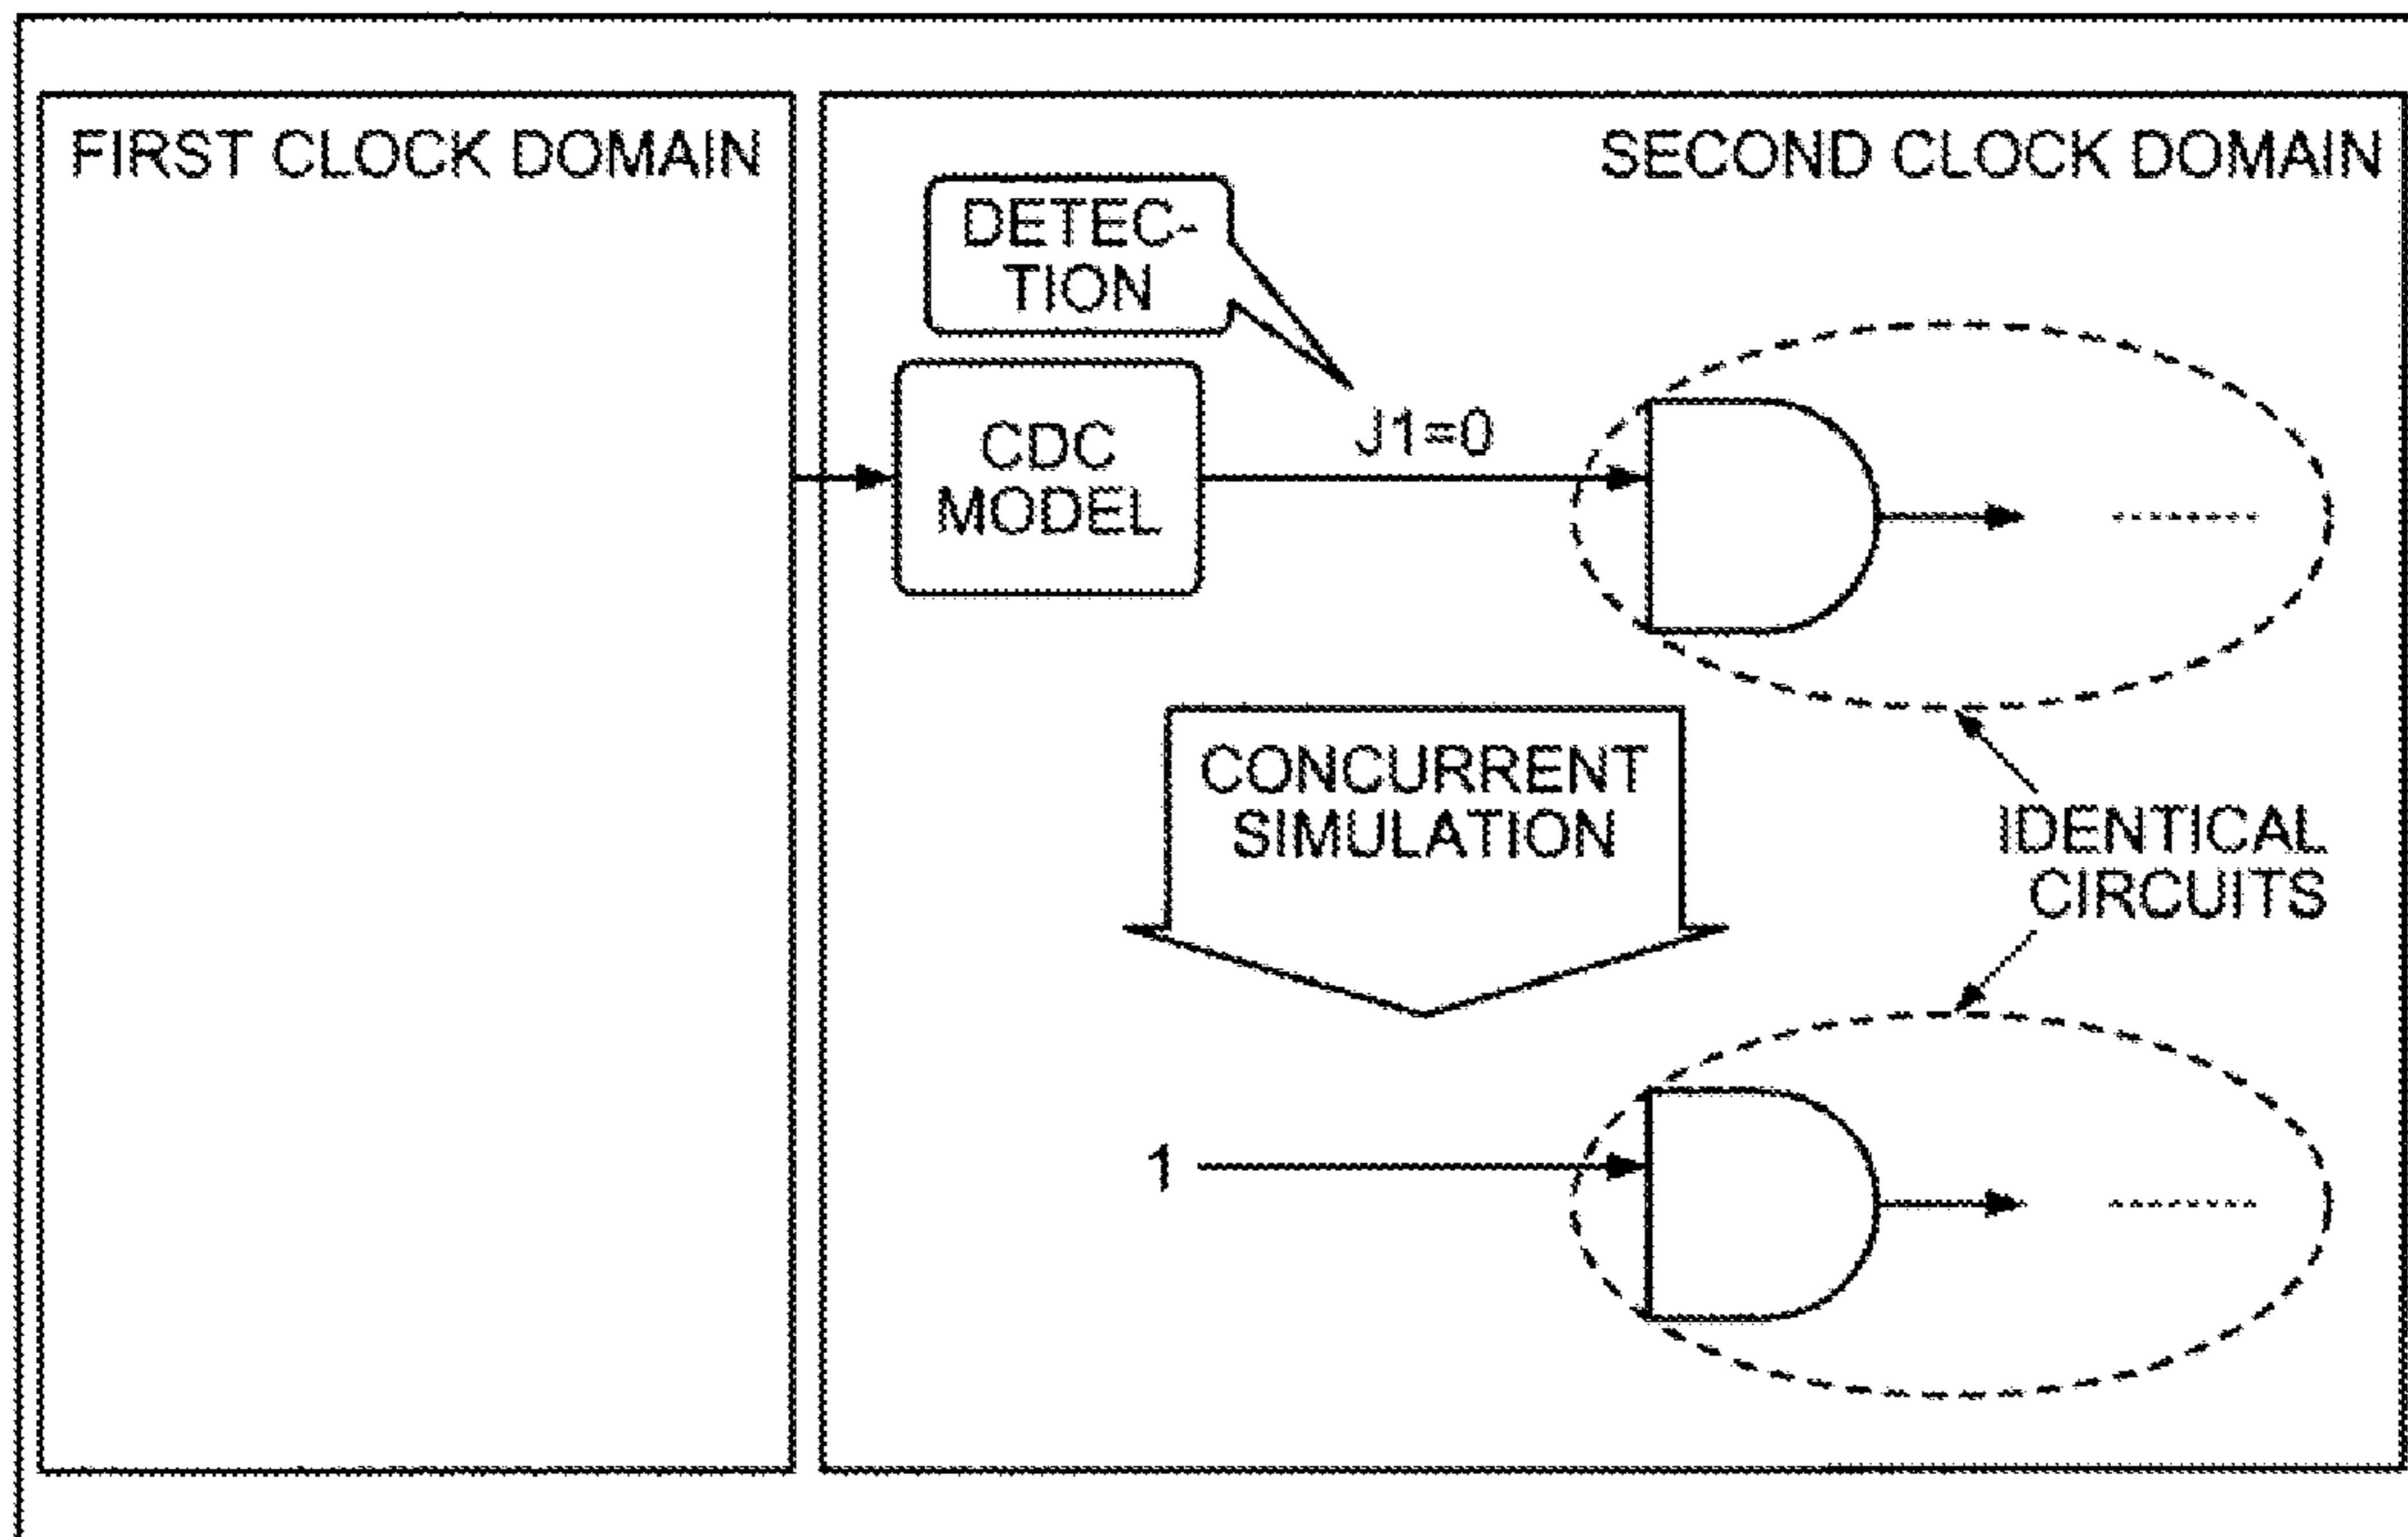 FIRST CLOCK DOMAIN
SECOND CLOCK DOMAIN
DETEC-
TION
CDC
MODEL
J1=0
CONCURRENT
SIMULATION
IDENTICAL
CIRCUITS
1